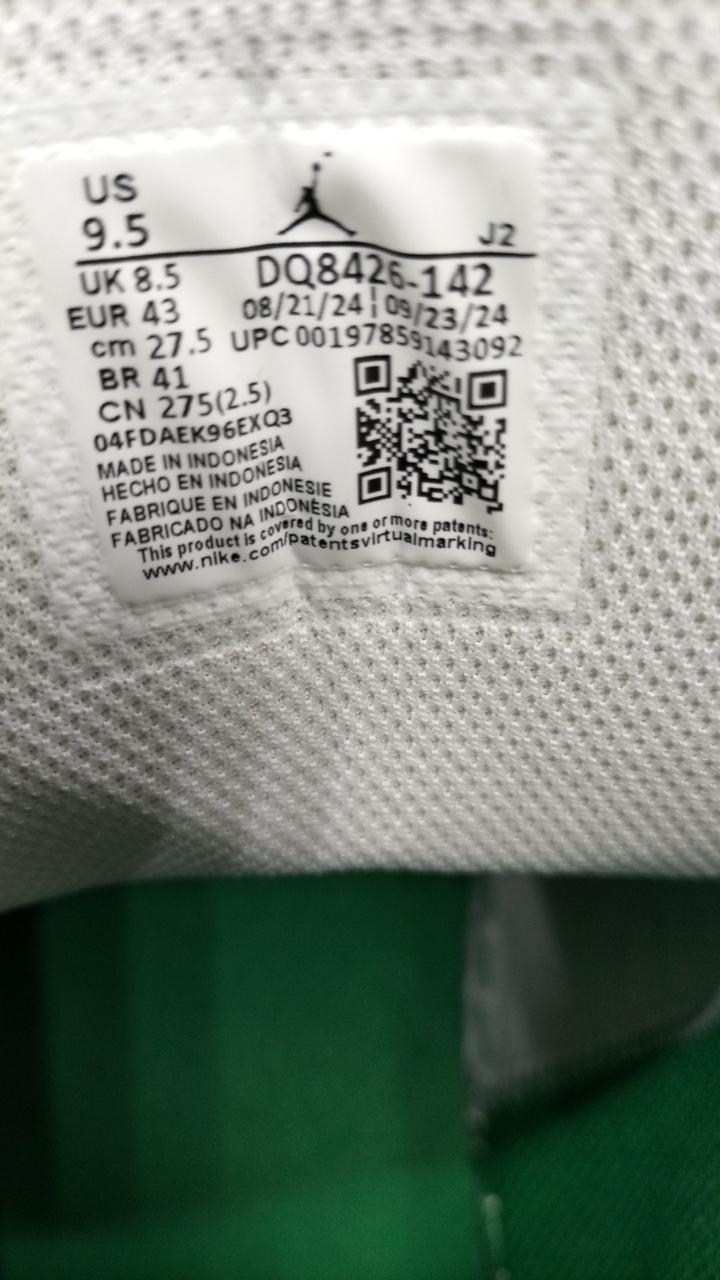 US
9.5
J2
UK 8.5
DQ8426-142
EUR 43
08/21/24 | 09/23/24
cm 27.5
UPC 00197859143092
BR 41
CN 275(2.5)
04FDAEK96EXQ3
MADE IN INDONESIA
HECHO EN INDONESIA
FABRIQUE EN INDONESIE
FABRICADO NA INDONÉSIA
This product is covered by one or more patents:
www.nike.com/patentsvirtualmarking